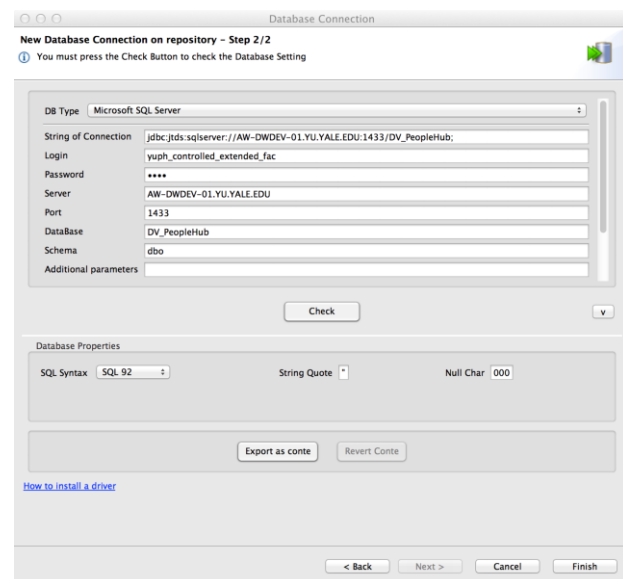 Database Connection
New Database Connection on repository – Step 2/2
You must press the Check Button to check the Database Setting
DB Type Microsoft SQL Server
String of Connection jdbc:jtds:sqlserver://AW-DWDEV-01.YU.YALE.EDU:1433/DV_PeopleHub;
Login yuph_controlled_extended_fac
Password ••••
Server AW-DWDEV-01.YU.YALE.EDU
Port 1433
DataBase DV_PeopleHub
Schema dbo
Additional parameters
Check v
Database Properties
SQL Syntax SQL 92 String Quote " Null Char 000
Export as conte Revert Conte
How to install a driver
< Back Next > Cancel Finish